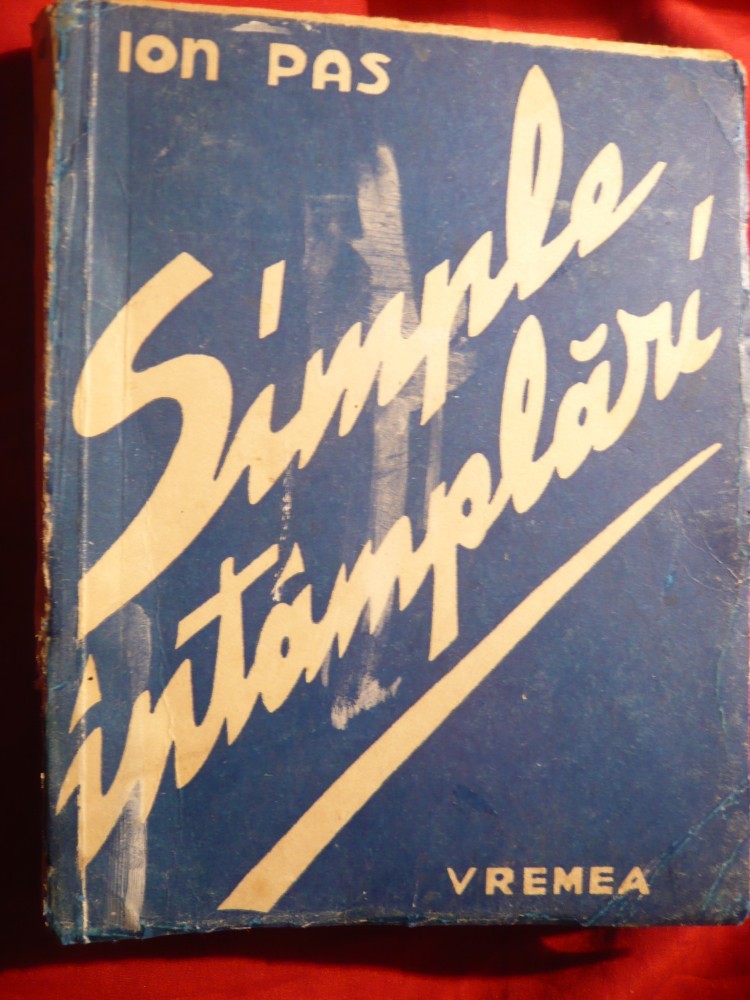 ION PAS
Simple
întâmplări
VREMEA